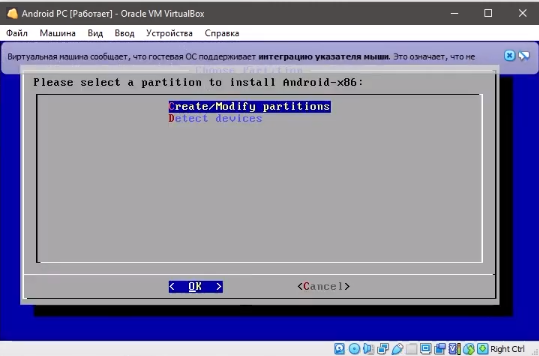 Android PC [Работает] - Oracle VM VirtualBox
Файл Машина Вид Ввод Устройства Справка
Виртуальная машина сообщает, что гостевая ОС поддерживает интеграцию указателя мыши. Это означает, что не
Choose Partition
Please select a partition to install Android-x86:
Create/Modify partitions
Detect devices
< OK > <Cancel>
Right Ctrl